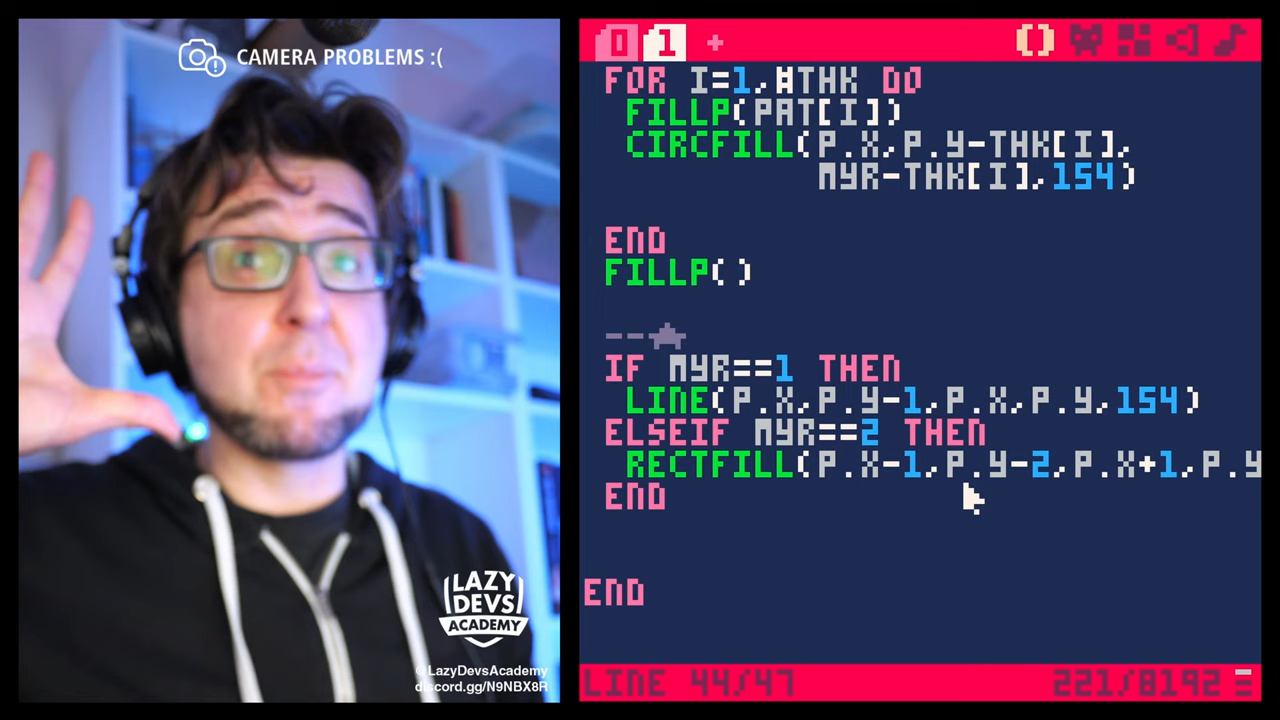 CAMERA PROBLEMS :(
LAZY
DEVS
ACADEMY
@LazyDevsAcademy
discord.gg/N9NBX8R
0 1 +
FOR I=1,#THK DO
FILLP(PAT[I])
CIRCFILL(P.X,P.Y-THK[I],
MYR-THK[I],154)
END
FILLP()
--
IF MYR==1 THEN
LINE(P.X,P.Y-1,P.X,P.Y,154)
ELSEIF MYR==2 THEN
RECTFILL(P.X-1,P.Y-2,P.X+1,P.Y
END
END
LINE 44/47
221/8192